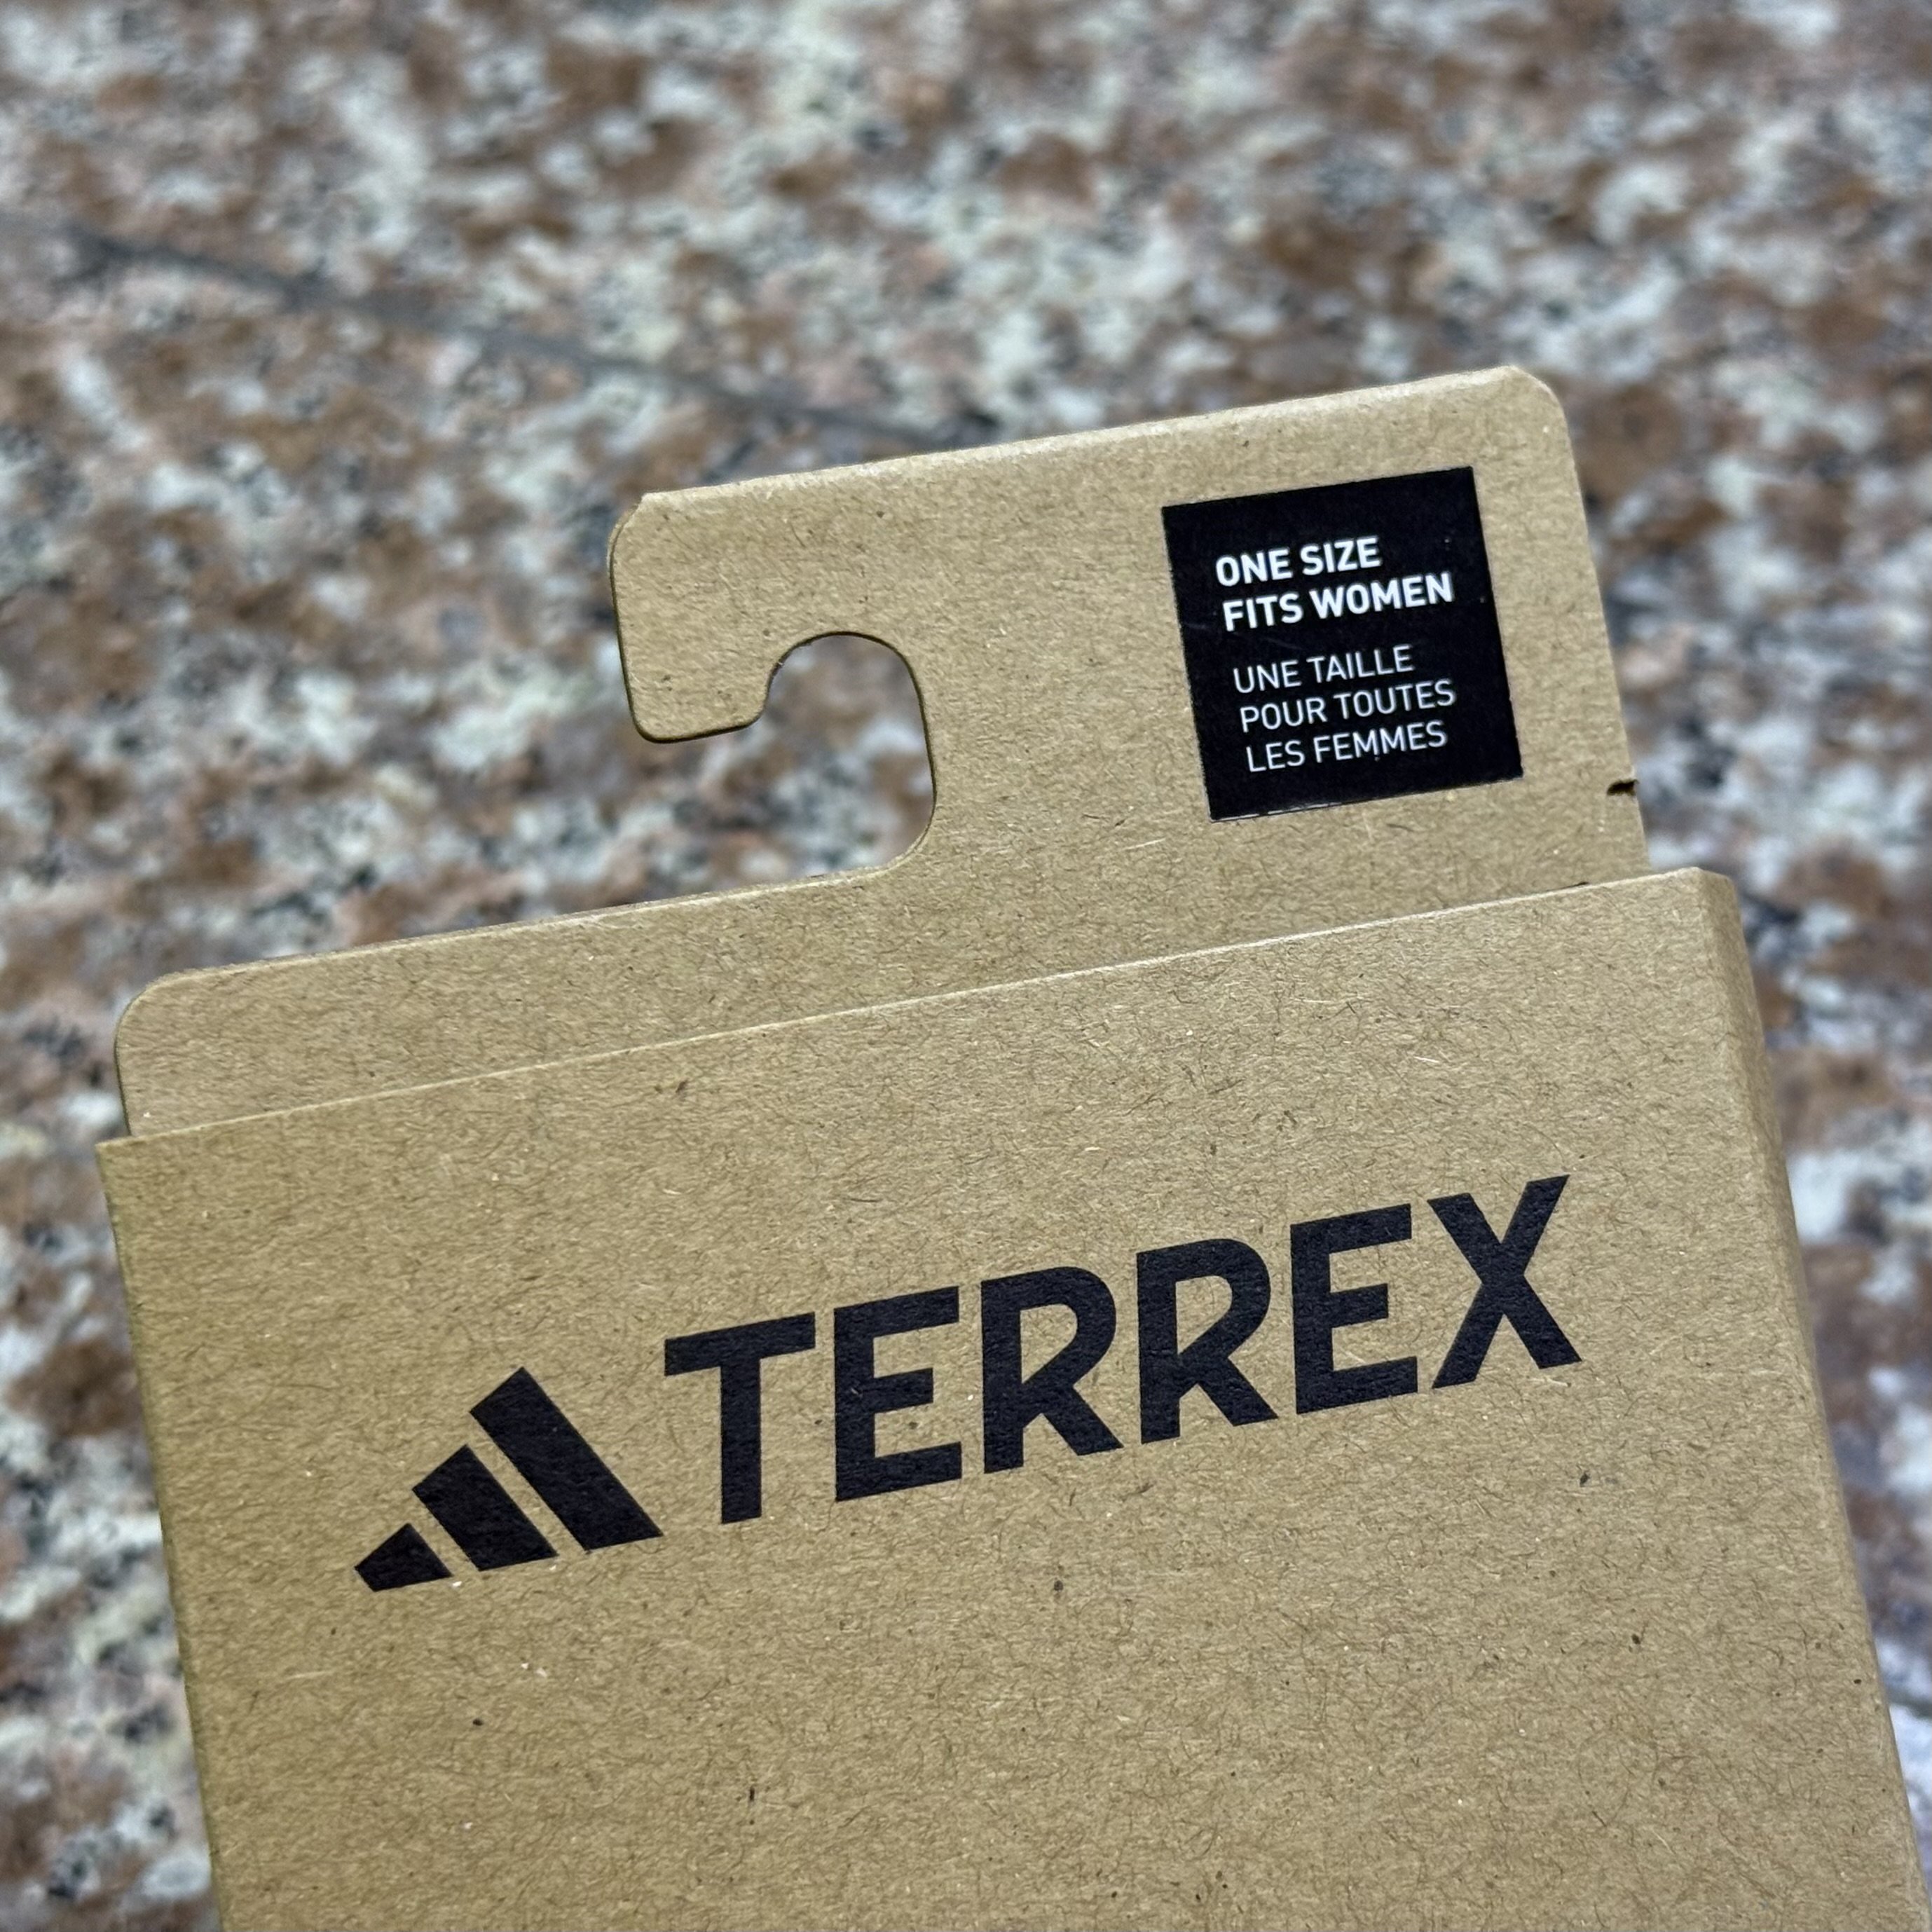 ONE SIZE
FITS WOMEN
UNE TAILLE
POUR TOUTES
LES FEMMES
TERREX